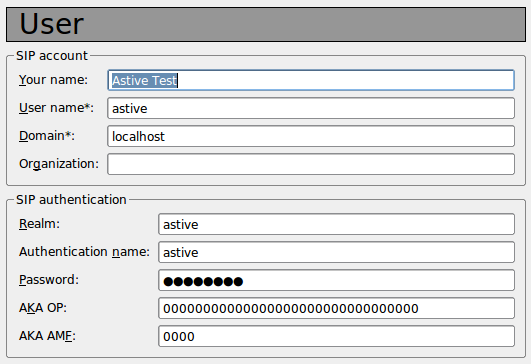 User
SIP account
Your name: Astive Test
User name*: astive
Domain*: localhost
Organization:
SIP authentication
Realm: astive
Authentication name: astive
Password: ●●●●●●●●
AKA OP: 00000000000000000000000000000000
AKA AMF: 0000